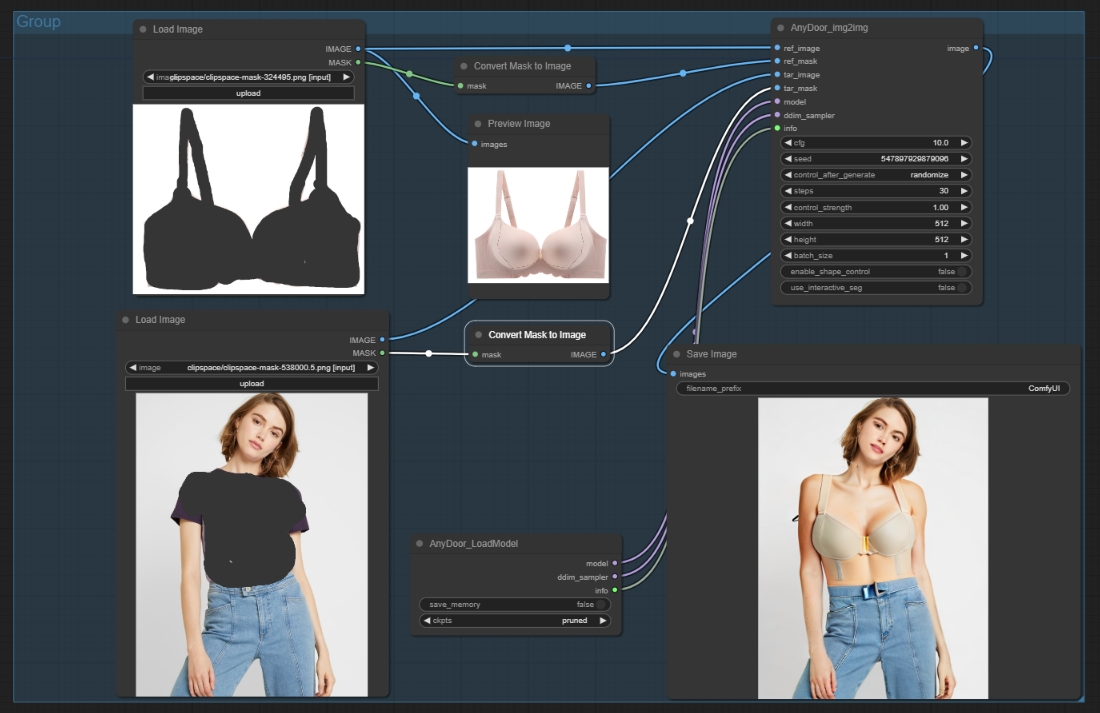 Group
Load Image
IMAGE
MASK
clipspace/clipspace-mask-324495.png [input]
upload
Convert Mask to Image
mask IMAGE
Preview Image
images
AnyDoor_img2img
ref_image image
ref_mask
tar_image
tar_mask
model
ddim_sampler
info
cfg 10.0
seed 547897929879096
control_after_generate randomize
steps 30
control_strength 1.00
width 512
height 512
batch_size 1
enable_shape_control false
use_interactive_seg false
Load Image
IMAGE
MASK
image clipspace/clipspace-mask-538000.5.png [input]
upload
Convert Mask to Image
mask IMAGE
AnyDoor_LoadModel
model
ddim_sampler
info
save_memory false
ckpts pruned
Save Image
images
filename_prefix ComfyUI